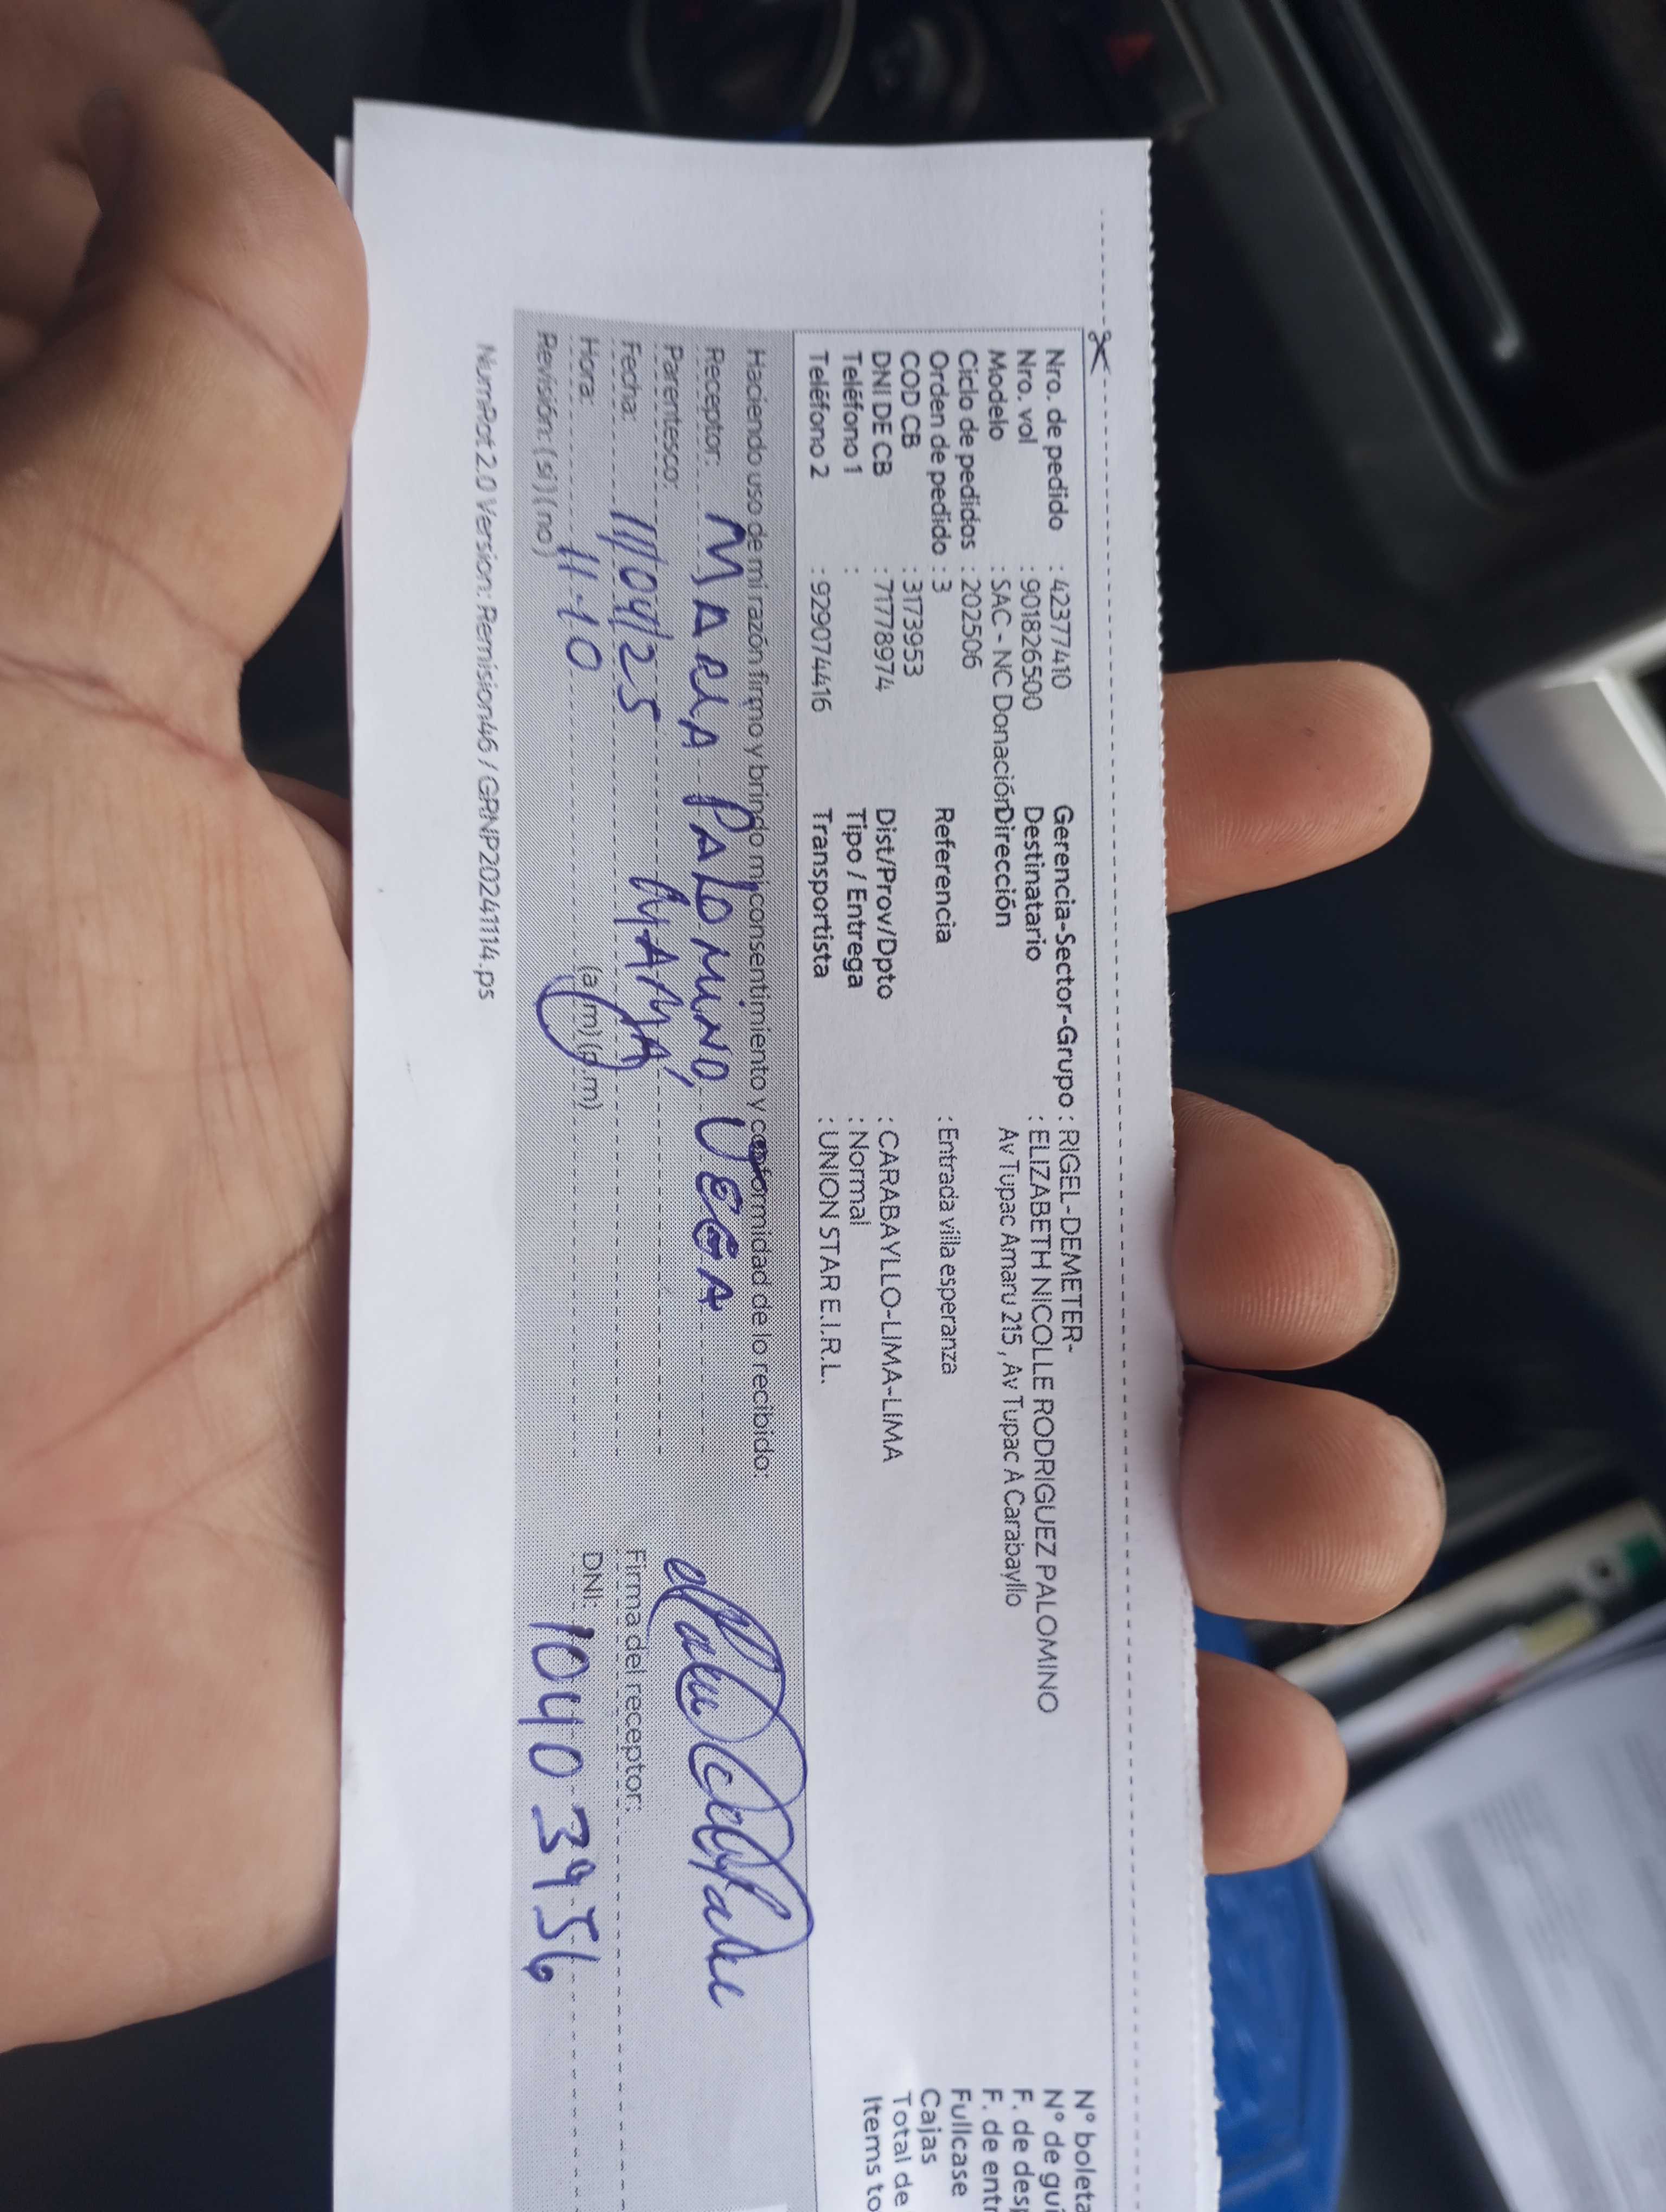 Nro. de pedido : 42377410
Nro. vol : 901826500
Modelo : SAC - NC Donación
Ciclo de pedidos : 202506
Orden de pedido : 3
COD CB : 3173953
DNI DE CB : 71778974
Teléfono 1 :
Teléfono 2 : 929074416
Gerencia-Sector-Grupo : RIGEL-DEMETER-
Destinatario : ELIZABETH NICOLLE RODRIGUEZ PALOMINO
Dirección Av Tupac Amaru 215 , Av Tupac A Carabayllo
Referencia : Entrada villa esperanza
Dist/Prov/Dpto : CARABAYLLO-LIMA-LIMA
Tipo / Entrega : Normal
Transportista : UNION STAR E.I.R.L.
N° boleta
N° de gui
F. de des
F. de entr
Fullcase
Cajas
Total de
Items to
Haciendo uso de mi razón firmo y brindo mi consentimiento y conformidad de lo recibido:
Receptor: MARIA PALOMINO VEGA
Parentesco: MAMÁ
Fecha: 11/04/25
Hora: 11-10 (a.m) (p.m)
Revisión: ( si ) ( no )
Firma del receptor:
DNI: 10403956
NumPat 2.0 Version: Remision46 / GRNP20241114.ps